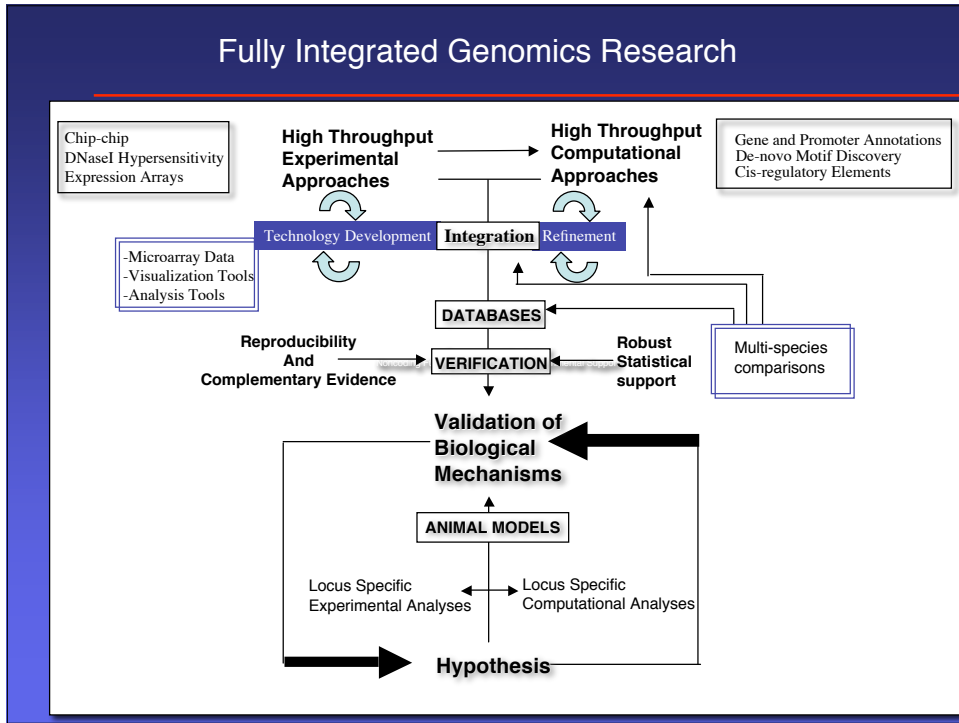 Fully Integrated Genomics Research
Chip-chip
DNaseI Hypersensitivity
Expression Arrays
High Throughput
Experimental
Approaches
High Throughput
Computational
Approaches
Gene and Promoter Annotations
De-novo Motif Discovery
Cis-regulatory Elements
Technology Development
Integration
Refinement
-Microarray Data
-Visualization Tools
-Analysis Tools
DATABASES
Reproducibility
And
Complementary Evidence
VERIFICATION
Robust
Statistical
support
Multi-species
comparisons
Validation of
Biological
Mechanisms
ANIMAL MODELS
Locus Specific
Experimental Analyses
Locus Specific
Computational Analyses
Hypothesis